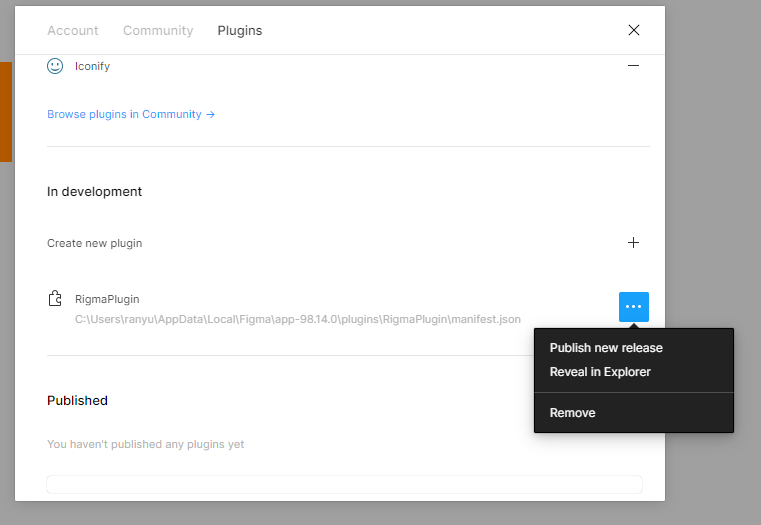 Account Community Plugins
Iconify
Browse plugins in Community →
In development
Create new plugin
RigmaPlugin
C:\Users\ranyu\AppData\Local\Figma\app-98.14.0\plugins\RigmaPlugin\manifest.json
Publish new release
Reveal in Explorer
Remove
Published
You haven't published any plugins yet